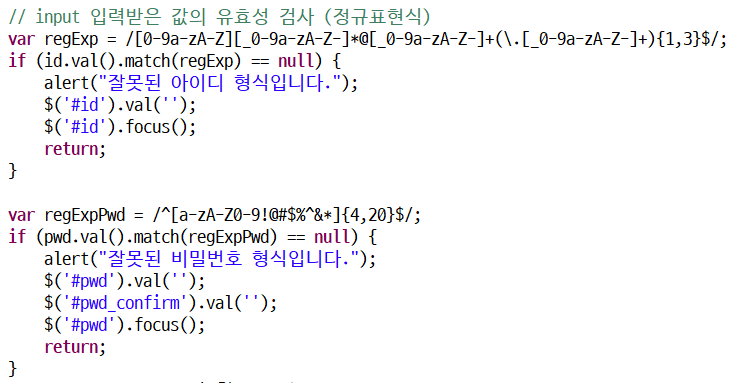 // input 입력받은 값의 유효성 검사 (정규표현식)
var regExp = /[0-9a-zA-Z][_0-9a-zA-Z-]*@[_0-9a-zA-Z-]+(\.[_0-9a-zA-Z-]+){1,3}$/;
if (id.val().match(regExp) == null) {
    alert("잘못된 아이디 형식입니다.");
    $('#id').val('');
    $('#id').focus();
    return;
}

var regExpPwd = /^[a-zA-Z0-9!@#$%^&*]{4,20}$/;
if (pwd.val().match(regExpPwd) == null) {
    alert("잘못된 비밀번호 형식입니다.");
    $('#pwd').val('');
    $('#pwd_confirm').val('');
    $('#pwd').focus();
    return;
}